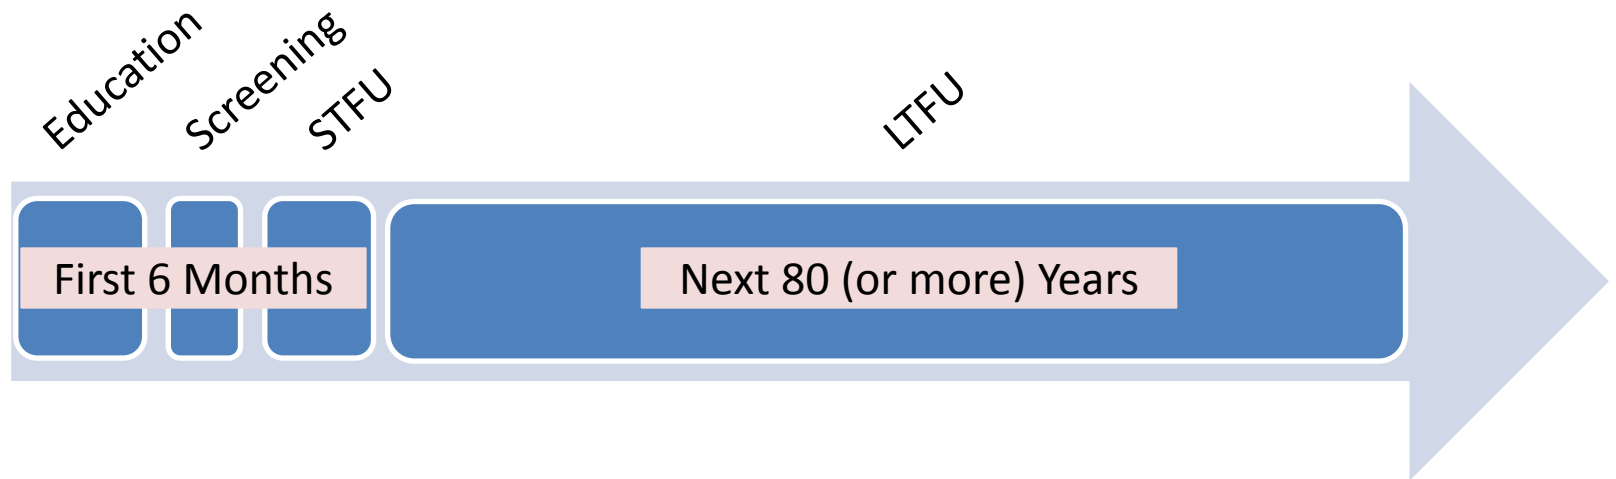 Education
Screening
STFU
LTFU
First 6 Months
Next 80 (or more) Years